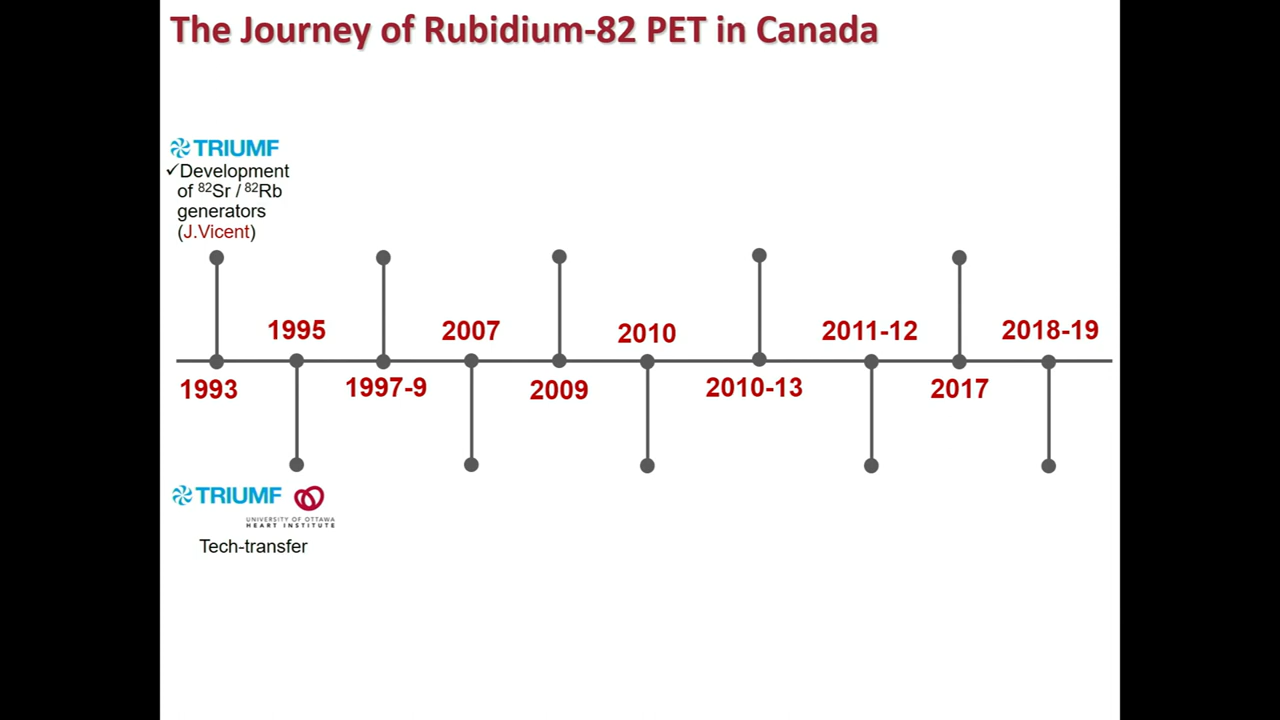 The Journey of Rubidium-82 PET in Canada
TRIUMF
✓Development
of ⁸²Sr / ⁸²Rb
generators
(J.Vicent)
1995
2007
2010
2011-12
2018-19
1993
1997-9
2009
2010-13
2017
TRIUMF
UNIVERSITY OF OTTAWA
HEART INSTITUTE
Tech-transfer